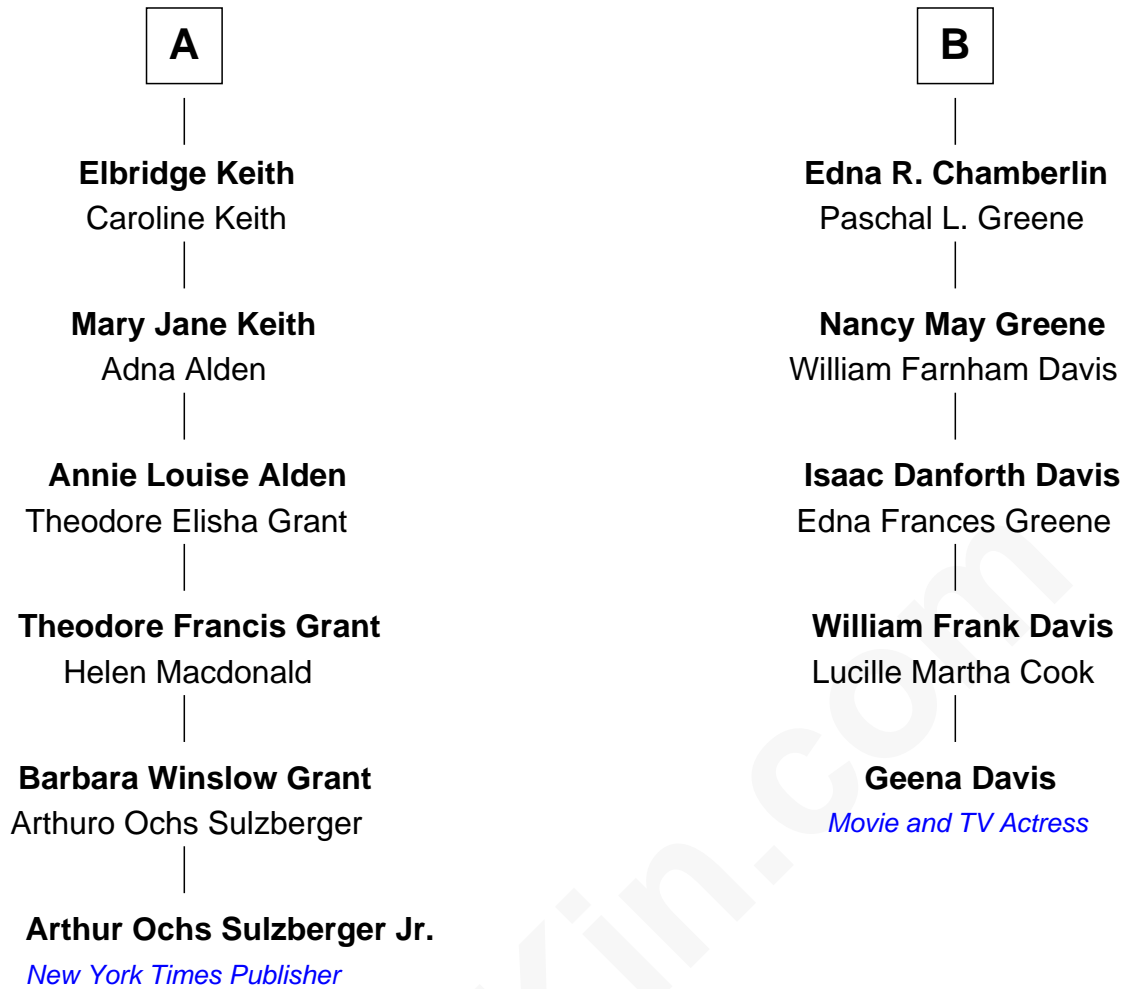 A
Elbridge Keith
Caroline Keith
Mary Jane Keith
Adna Alden
Annie Louise Alden
Theodore Elisha Grant
Theodore Francis Grant
Helen Macdonald
Barbara Winslow Grant
Arthuro Ochs Sulzberger
Arthur Ochs Sulzberger Jr.
New York Times Publisher
B
Edna R. Chamberlin
Paschal L. Greene
Nancy May Greene
William Farnham Davis
Isaac Danforth Davis
Edna Frances Greene
William Frank Davis
Lucille Martha Cook
Geena Davis
Movie and TV Actress
in.com